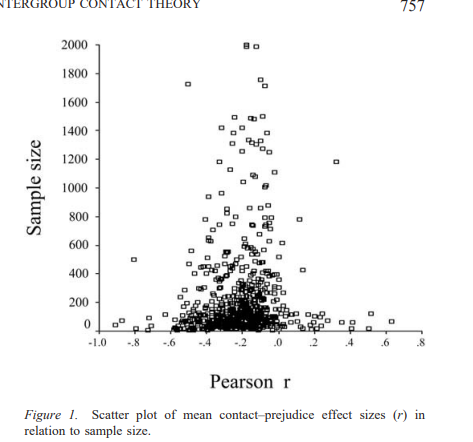 NTERGROUP CONTACT THEORY 757
2000
1800
1600
1400
1200
1000
800
600
400
200
0
Sample size
-1.0 -.8 -.6 -.4 -.2 .0 .2 .4 .6 .8
Pearson r
Figure 1. Scatter plot of mean contact–prejudice effect sizes (r) in
relation to sample size.